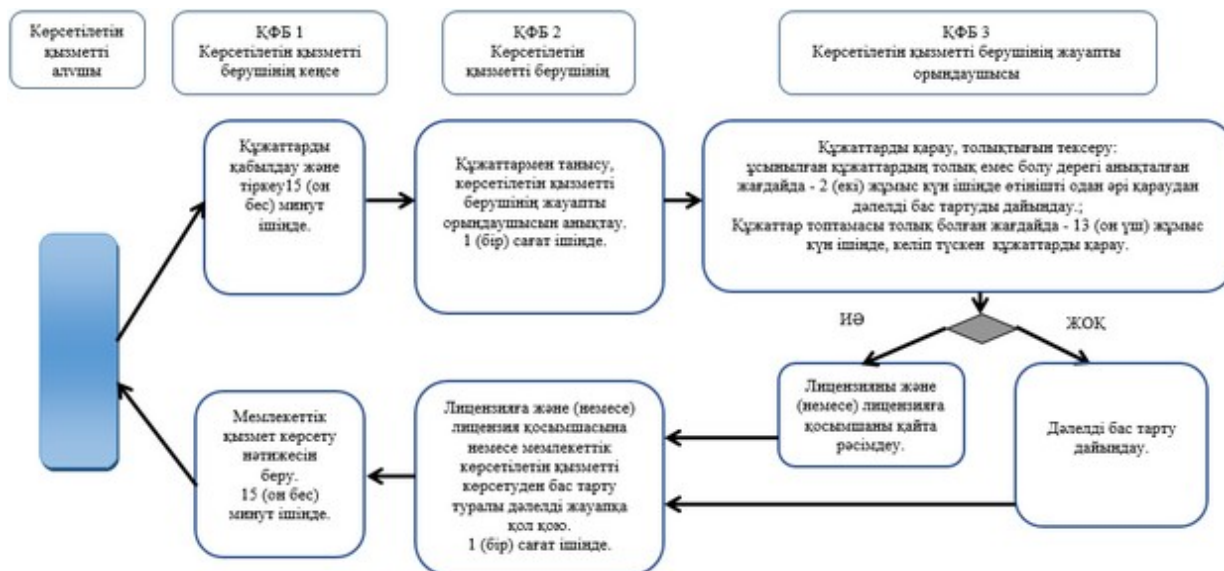 Көрсетілетін
қызметті
алушы
ҚФБ 1
Көрсетілетін қызметті
берушінің кеңсе
ҚФБ 2
Көрсетілетін
қызметті берушінің
ҚФБ 3
Көрсетілетін қызметті берушінің жауапты
орындаушысы
Құжаттарды
қабылдау және
тіркеу15 (он
бес) минут
ішінде.
Құжаттармен танысу,
көрсетілетін қызметті
берушінің жауапты
орындаушысын анықтау.
1 (бір) сағат ішінде.
Құжаттарды қарау, толықтығын тексеру:
ұсынылған құжаттардың толық емес болу дерегі анықталған
жағдайда - 2 (екі) жұмыс күн ішінде өтінішті одан әрі қараудан
дәлелді бас тартуды дайындау.;
Құжаттар топтамасы толық болған жағдайда - 13 (он үш) жұмыс
күн ішінде, келіп түскен құжаттарды қарау.
ИӘ
ЖОҚ
Мемлекеттік
қызмет көрсету
нәтижесін
беру.
15 (он бес)
минут ішінде.
Лицензияға және (немесе)
лицензия қосымшасына
немесе мемлекеттік
көрсетілетін қызметті
көрсетуден бас тарту
туралы дәлелді жауапқа
қол қою.
1 (бір) сағат ішінде.
Лицензияны және
(немесе) лицензияға
қосымшаны қайта
рәсімдеу.
Дәлелді бас тарту
дайындау.